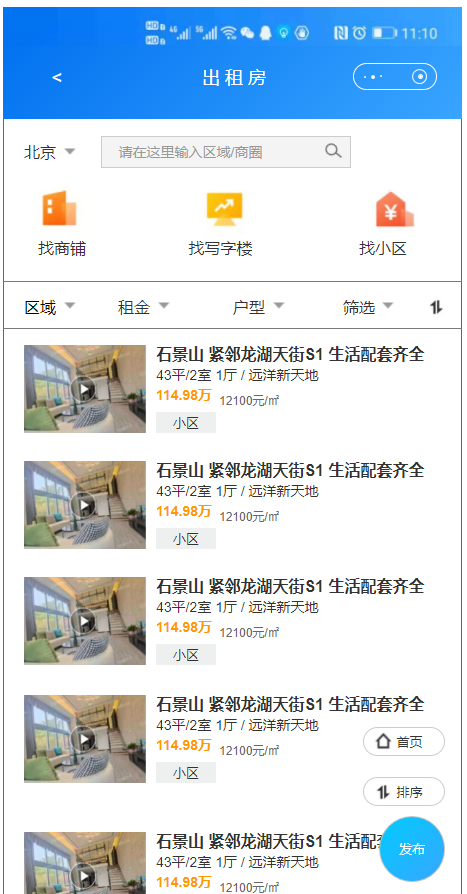 HD HD 4G 5G 11:10
< 出租房
北京 请在这里输入区域/商圈
找商铺 找写字楼 找小区
区域 租金 户型 筛选
石景山 紧邻龙湖天街S1 生活配套齐全
43平/2室 1厅 / 远洋新天地
114.98万 12100元/㎡
小区
石景山 紧邻龙湖天街S1 生活配套齐全
43平/2室 1厅 / 远洋新天地
114.98万 12100元/㎡
小区
石景山 紧邻龙湖天街S1 生活配套齐全
43平/2室 1厅 / 远洋新天地
114.98万 12100元/㎡
小区
石景山 紧邻龙湖天街S1 生活配套齐全
43平/2室 1厅 / 远洋新天地
114.98万 12100元/㎡
首页
小区
排序
石景山 紧邻龙湖天街S1 生活配
发布
43平/2室 1厅 / 远洋新天地
114.98万 12100元/㎡